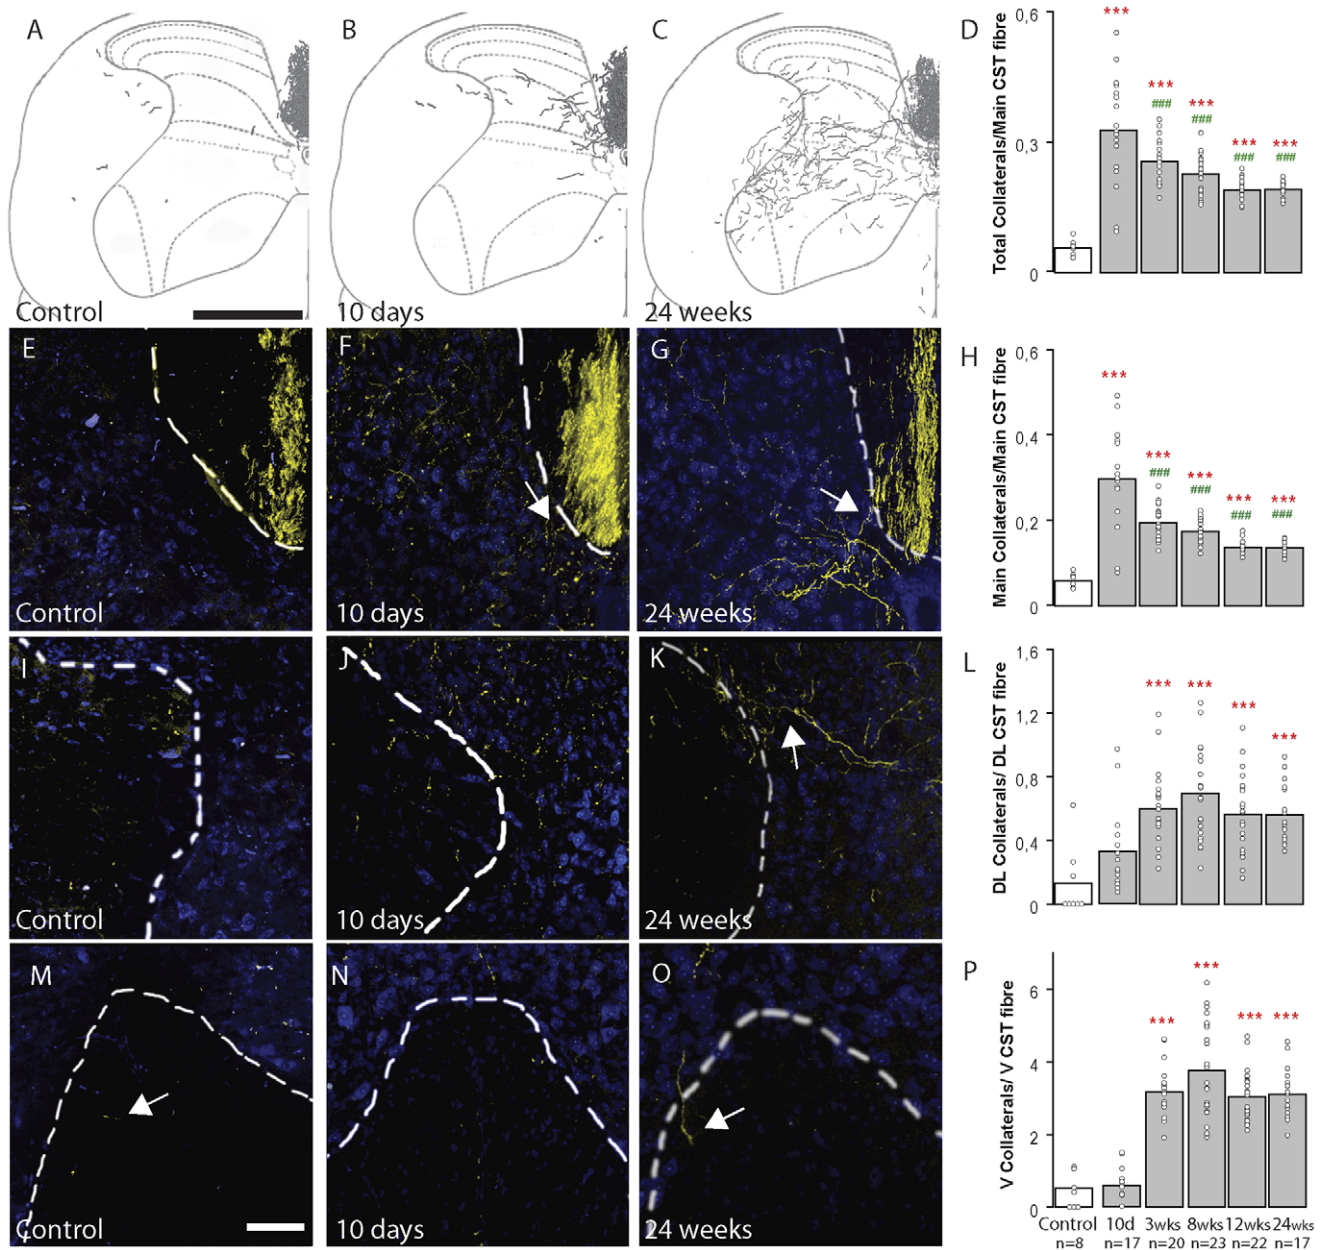 A
B
C
Control
10 days
24 weeks
D
Total Collaterals/Main CST fibre
0,6
0,3
0
***
***
###
***
###
***
###
***
###
E
F
G
Control
10 days
24 weeks
H
Main Collaterals/Main CST fibre
0,6
0,4
0,2
0
***
***
###
***
###
***
###
***
###
I
J
K
Control
10 days
24 weeks
L
DL Collaterals/ DL CST fibre
1,6
1,2
0,8
0,4
0
***
***
***
***
M
N
O
Control
10 days
24 weeks
P
V Collaterals/ V CST fibre
6
4
2
0
***
***
***
***
Control 10d 3wks 8wks 12wks 24wks
n=8 n=17 n=20 n=23 n=22 n=17